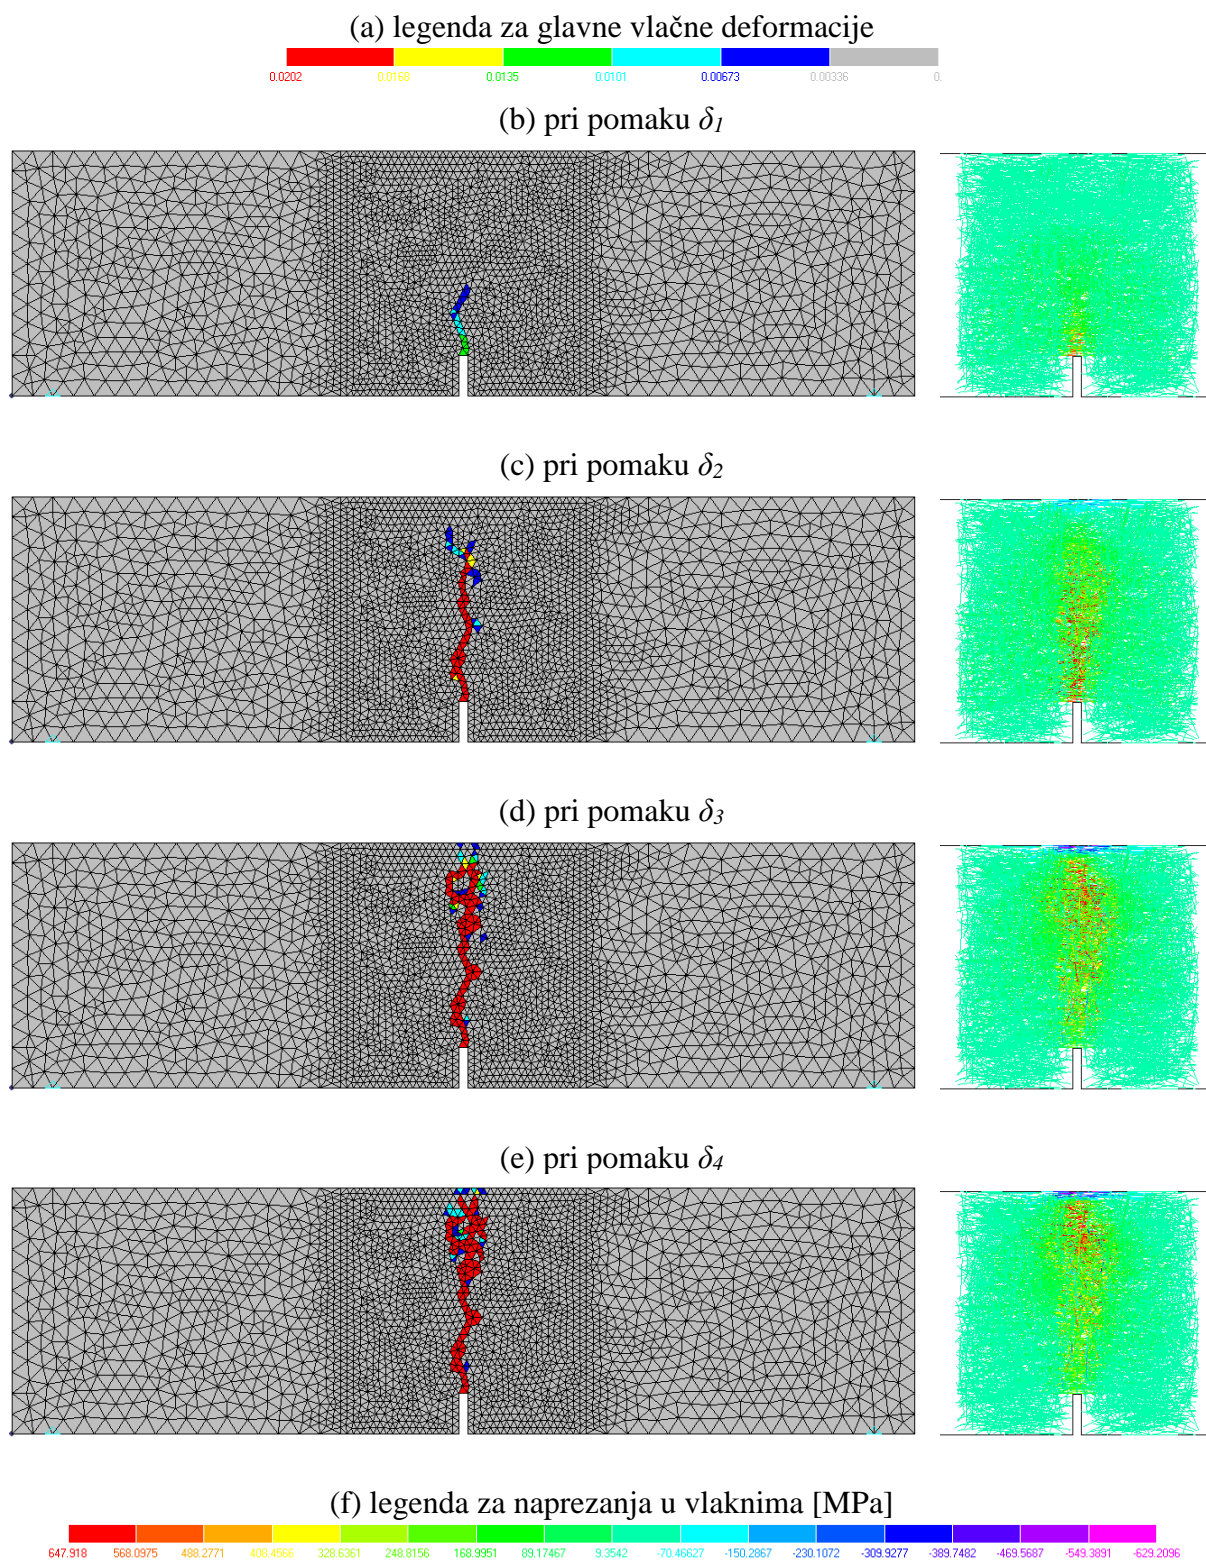 (a) legenda za glavne vlačne deformacije
0.0202 0.0168 0.0135 0.0101 0.00673 0.00336 0.
(b) pri pomaku δ1
(c) pri pomaku δ2
(d) pri pomaku δ3
(e) pri pomaku δ4
(f) legenda za naprezanja u vlaknima [MPa]
647.918 568.0975 488.2771 408.4566 328.6361 248.8156 168.9951 89.17467 9.3542 -70.46627 -150.2867 -230.1072 -309.9277 -389.7482 -469.5687 -549.3891 -629.2096